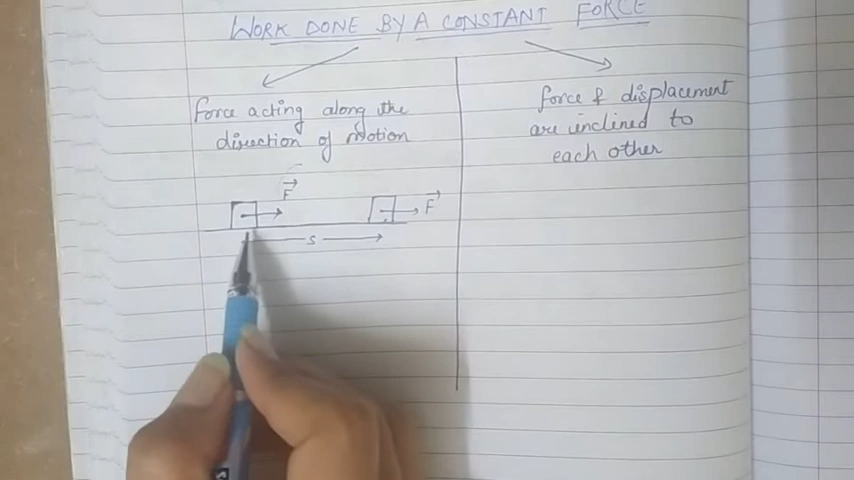 WORK DONE BY A CONSTANT FORCE
Force acting along the
direction of motion
Force & displacement
are inclined to
each other
F
F
s